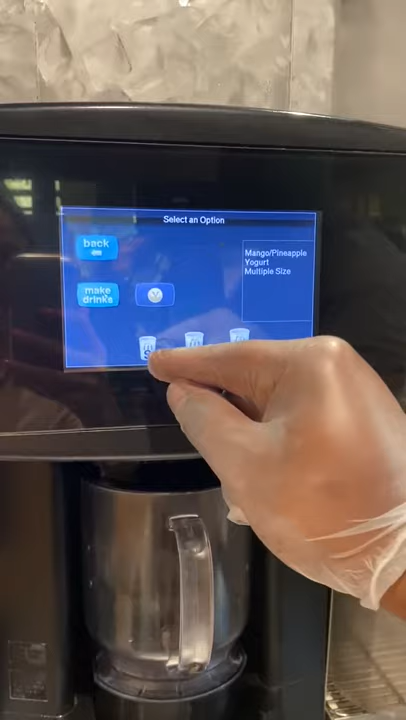 Select an Option
back
Mango/Pineapple
Yogurt
Multiple Size
make
drinks
S